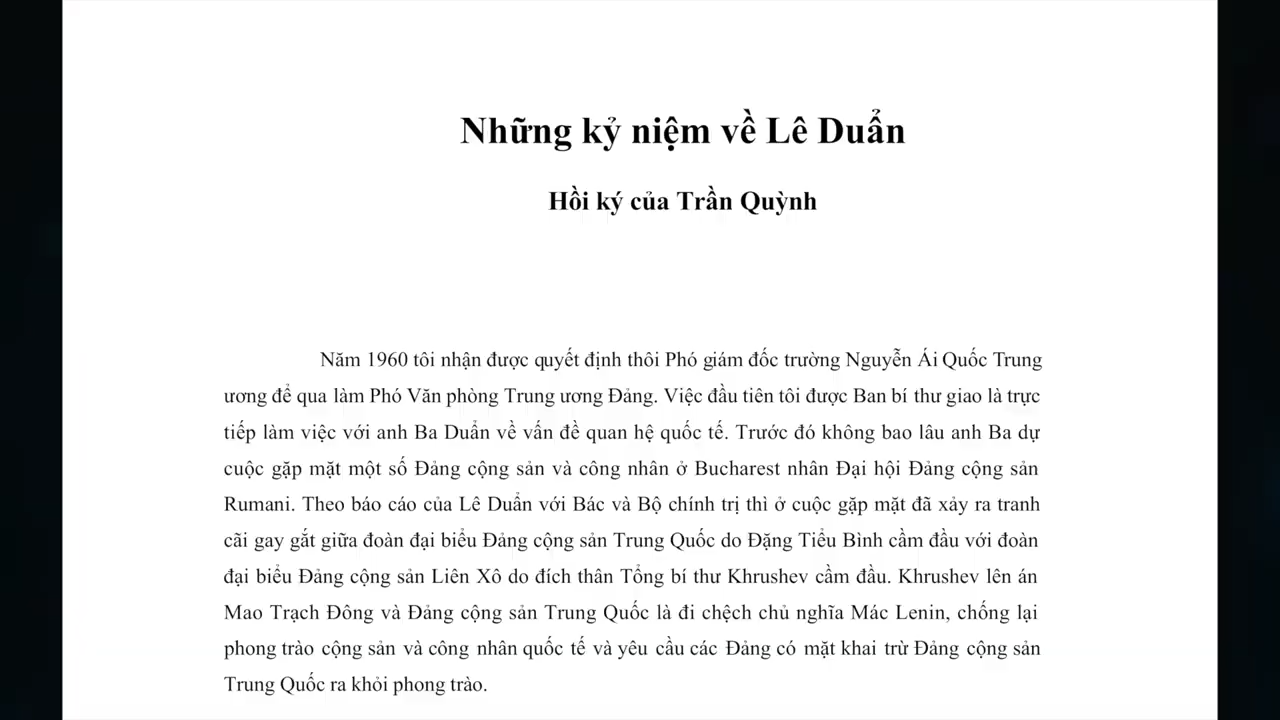 Những kỷ niệm về Lê Duẩn
Hồi ký của Trần Quỳnh
Năm 1960 tôi nhận được quyết định thôi Phó giám đốc trường Nguyễn Ái Quốc Trung
ương để qua làm Phó Văn phòng Trung ương Đảng. Việc đầu tiên tôi được Ban bí thư giao là trực
tiếp làm việc với anh Ba Duẩn về vấn đề quan hệ quốc tế. Trước đó không bao lâu anh Ba dự
cuộc gặp mặt một số Đảng cộng sản và công nhân ở Bucharest nhân Đại hội Đảng cộng sản
Rumani. Theo báo cáo của Lê Duẩn với Bác và Bộ chính trị thì ở cuộc gặp mặt đã xảy ra tranh
cãi gay gắt giữa đoàn đại biểu Đảng cộng sản Trung Quốc do Đặng Tiểu Bình cầm đầu với đoàn
đại biểu Đảng cộng sản Liên Xô do đích thân Tổng bí thư Khrushev cầm đầu. Khrushev lên án
Mao Trạch Đông và Đảng cộng sản Trung Quốc là đi chệch chủ nghĩa Mác Lenin, chống lại
phong trào cộng sản và công nhân quốc tế và yêu cầu các Đảng có mặt khai trừ Đảng cộng sản
Trung Quốc ra khỏi phong trào.